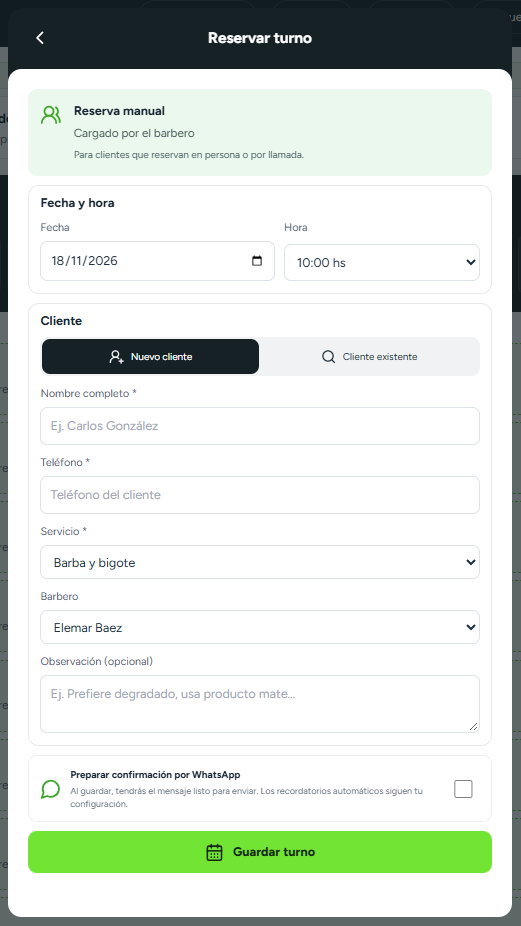 Reservar turno
Reserva manual
Cargado por el barbero
Para clientes que reservan en persona o por llamada.
Fecha y hora
Fecha
Hora
18/11/2026
10:00 hs
Cliente
Nuevo cliente
Cliente existente
Nombre completo *
Ej. Carlos González
Teléfono *
Teléfono del cliente
Servicio *
Barba y bigote
Barbero
Elemar Baez
Observación (opcional)
Ej. Prefiere degradado, usa producto mate...
Preparar confirmación por WhatsApp
Al guardar, tendrás el mensaje listo para enviar. Los recordatorios automáticos siguen tu
configuración.
Guardar turno